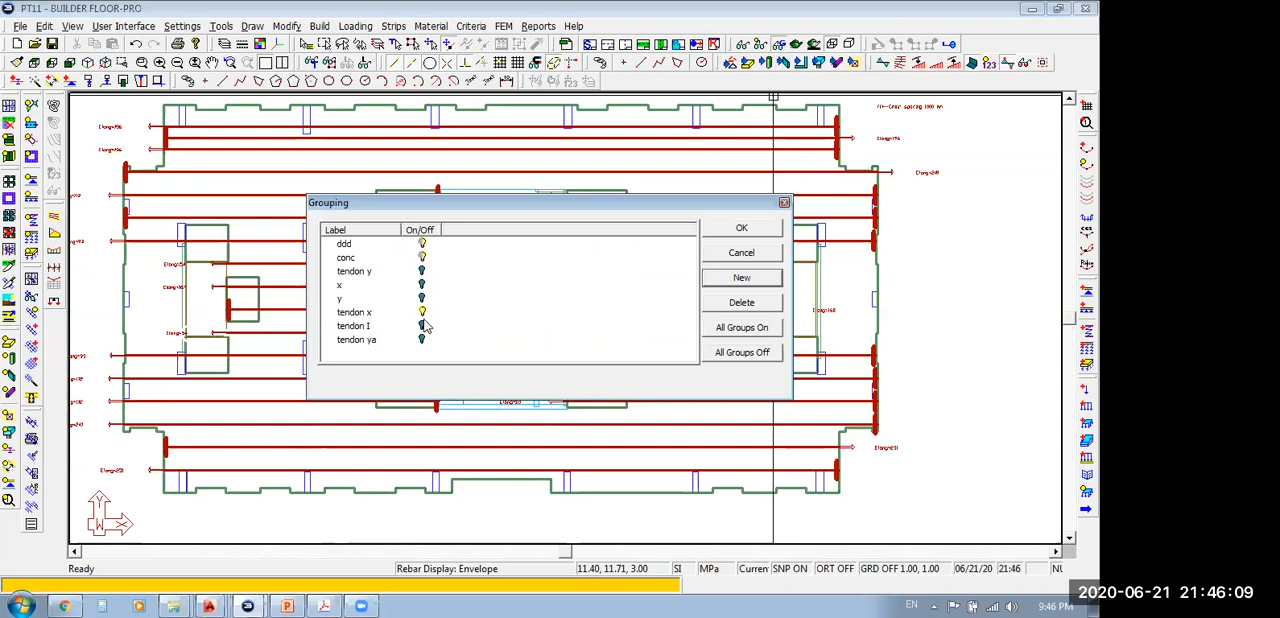 PT11 - BUILDER FLOOR-PRO
File Edit View User Interface Settings Tools Draw Modify Build Loading Strips Material Criteria FEM Reports Help
Grouping
Label On/Off
ddd
conc
tendon y
x
y
tendon x
tendon I
tendon ya
OK
Cancel
New
Delete
All Groups On
All Groups Off
Ready Rebar Display: Envelope 11.40, 11.71, 3.00 SI MPa Current SNP ON ORT OFF GRD OFF 1.00, 1.00 06/21/20 21:46
EN 9:46 PM
2020-06-21 21:46:09